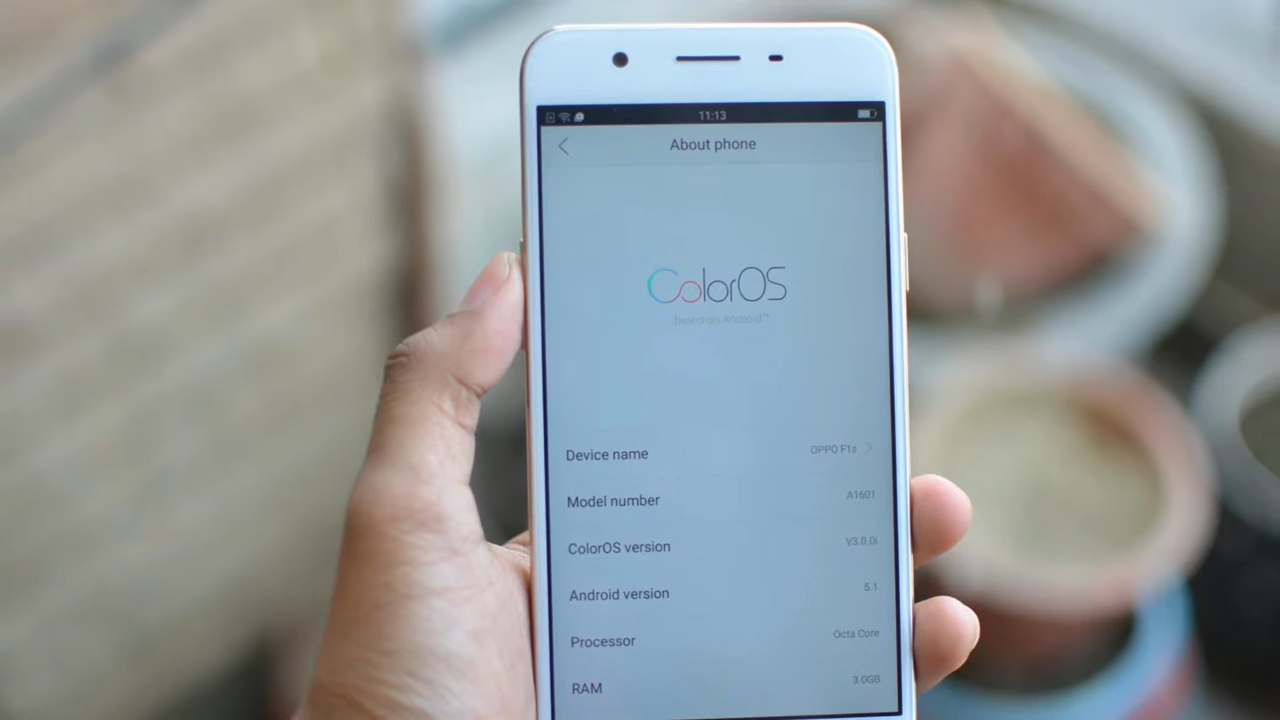 11:13
About phone
ColorOS
based on Android™
Device name OPPO F1s
Model number A1601
ColorOS version V3.0.0i
Android version 5.1
Processor Octa Core
RAM 3.0GB